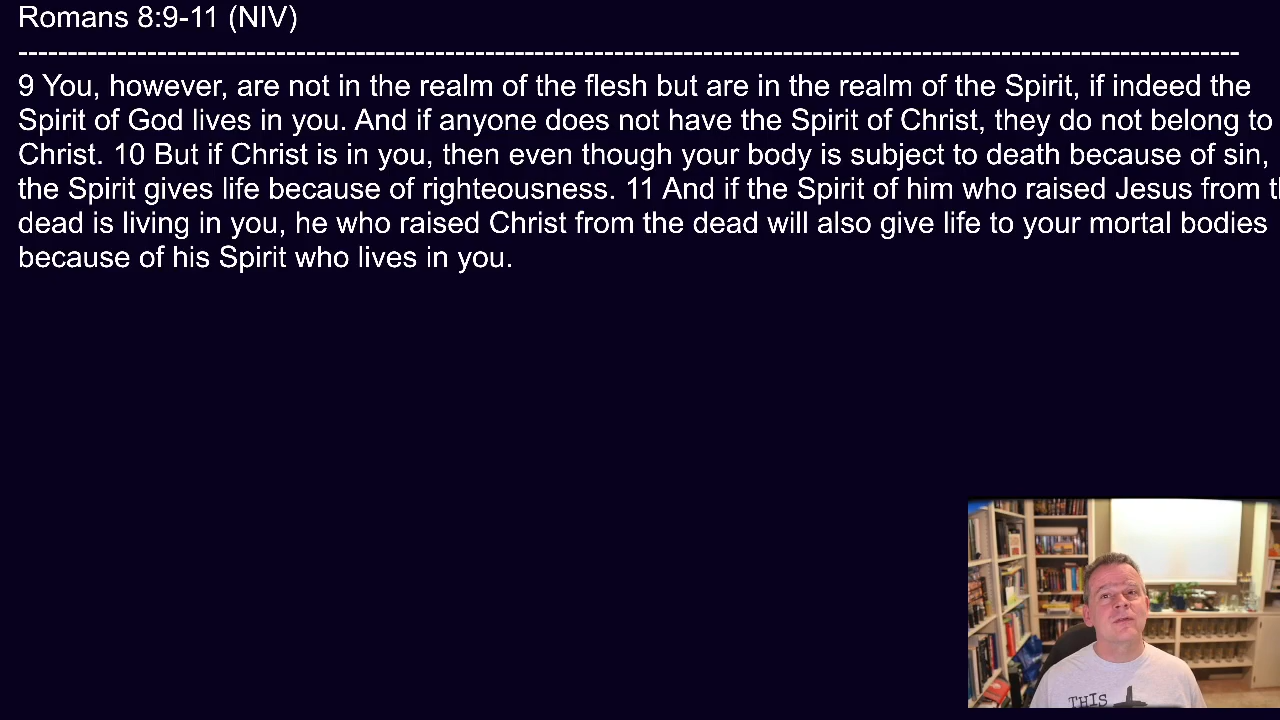 Romans 8:9-11 (NIV)
--------------------------------------------------------------------------------------------------------------------------
9 You, however, are not in the realm of the flesh but are in the realm of the Spirit, if indeed the
Spirit of God lives in you. And if anyone does not have the Spirit of Christ, they do not belong to
Christ. 10 But if Christ is in you, then even though your body is subject to death because of sin,
the Spirit gives life because of righteousness. 11 And if the Spirit of him who raised Jesus from
dead is living in you, he who raised Christ from the dead will also give life to your mortal bodies
because of his Spirit who lives in you.
THIS